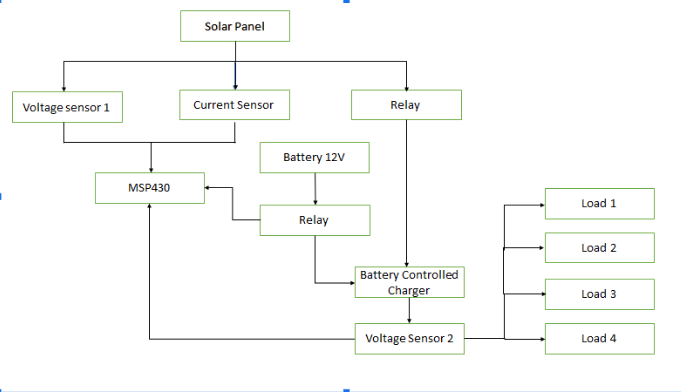 Solar Panel
Voltage sensor 1
Current Sensor
Relay
Battery 12V
MSP430
Relay
Load 1
Load 2
Battery Controlled
Charger
Load 3
Voltage Sensor 2
Load 4